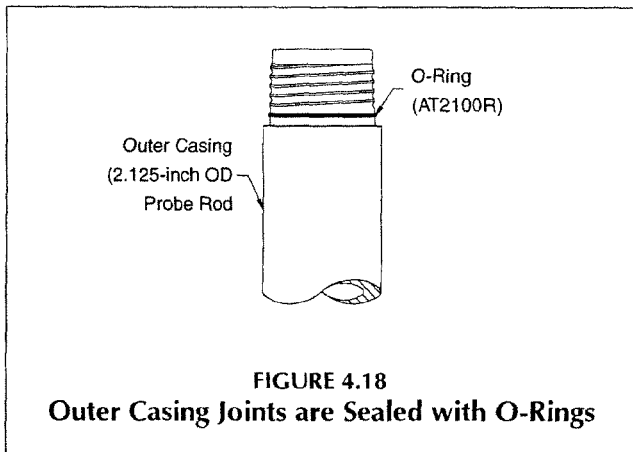 O-Ring
(AT2100R)
Outer Casing
(2.125-inch OD
Probe Rod
FIGURE 4.18
Outer Casing Joints are Sealed with O-Rings